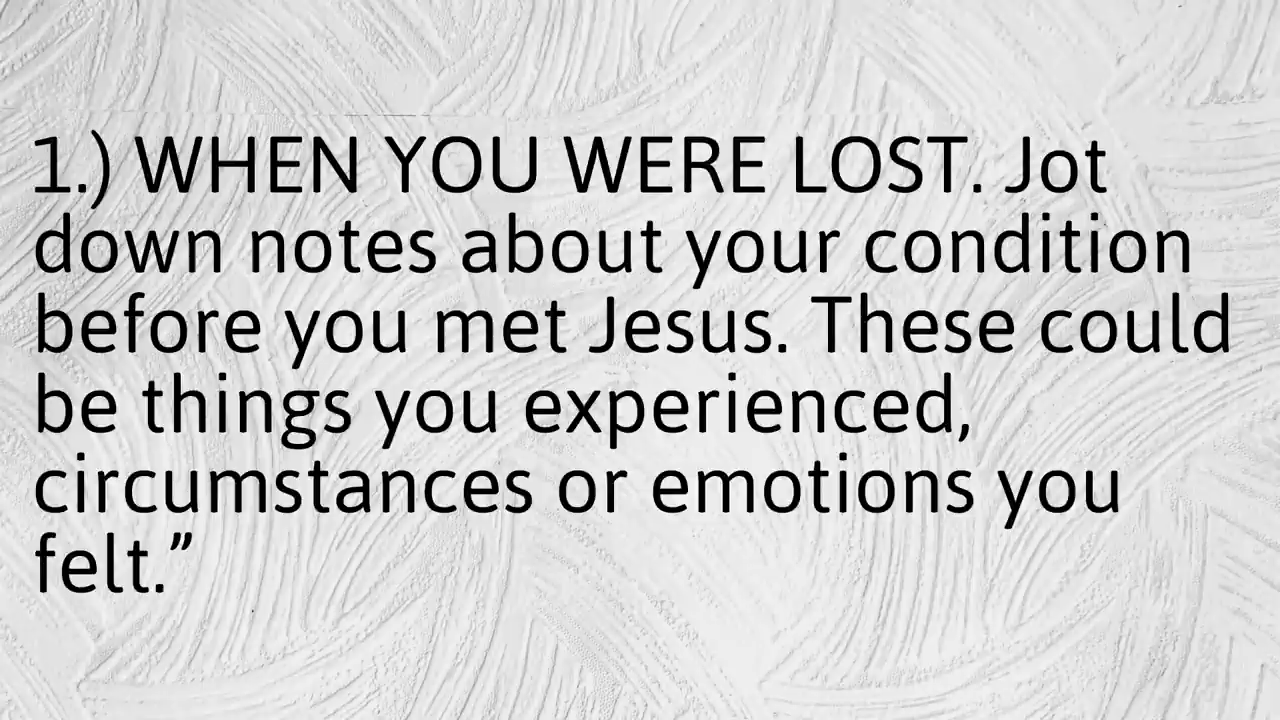 1.) WHEN YOU WERE LOST. Jot
down notes about your condition
before you met Jesus. These could
be things you experienced,
circumstances or emotions you
felt.”